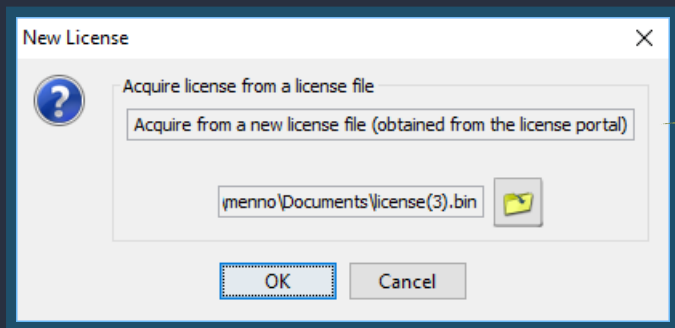 New License
Acquire license from a license file
Acquire from a new license file (obtained from the license portal)
\menno\Documents\license(3).bin
OK
Cancel